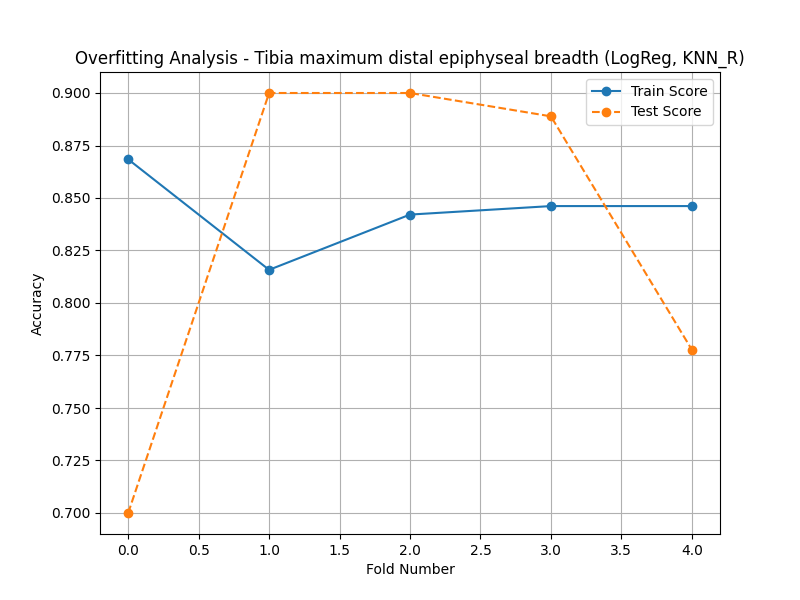 Overfitting Analysis - Tibia maximum distal epiphyseal breadth (LogReg, KNN_R)
Train Score
Test Score
0.900
0.875
0.850
0.825
0.800
0.775
0.750
0.725
0.700
Accuracy
0.0 0.5 1.0 1.5 2.0 2.5 3.0 3.5 4.0
Fold Number